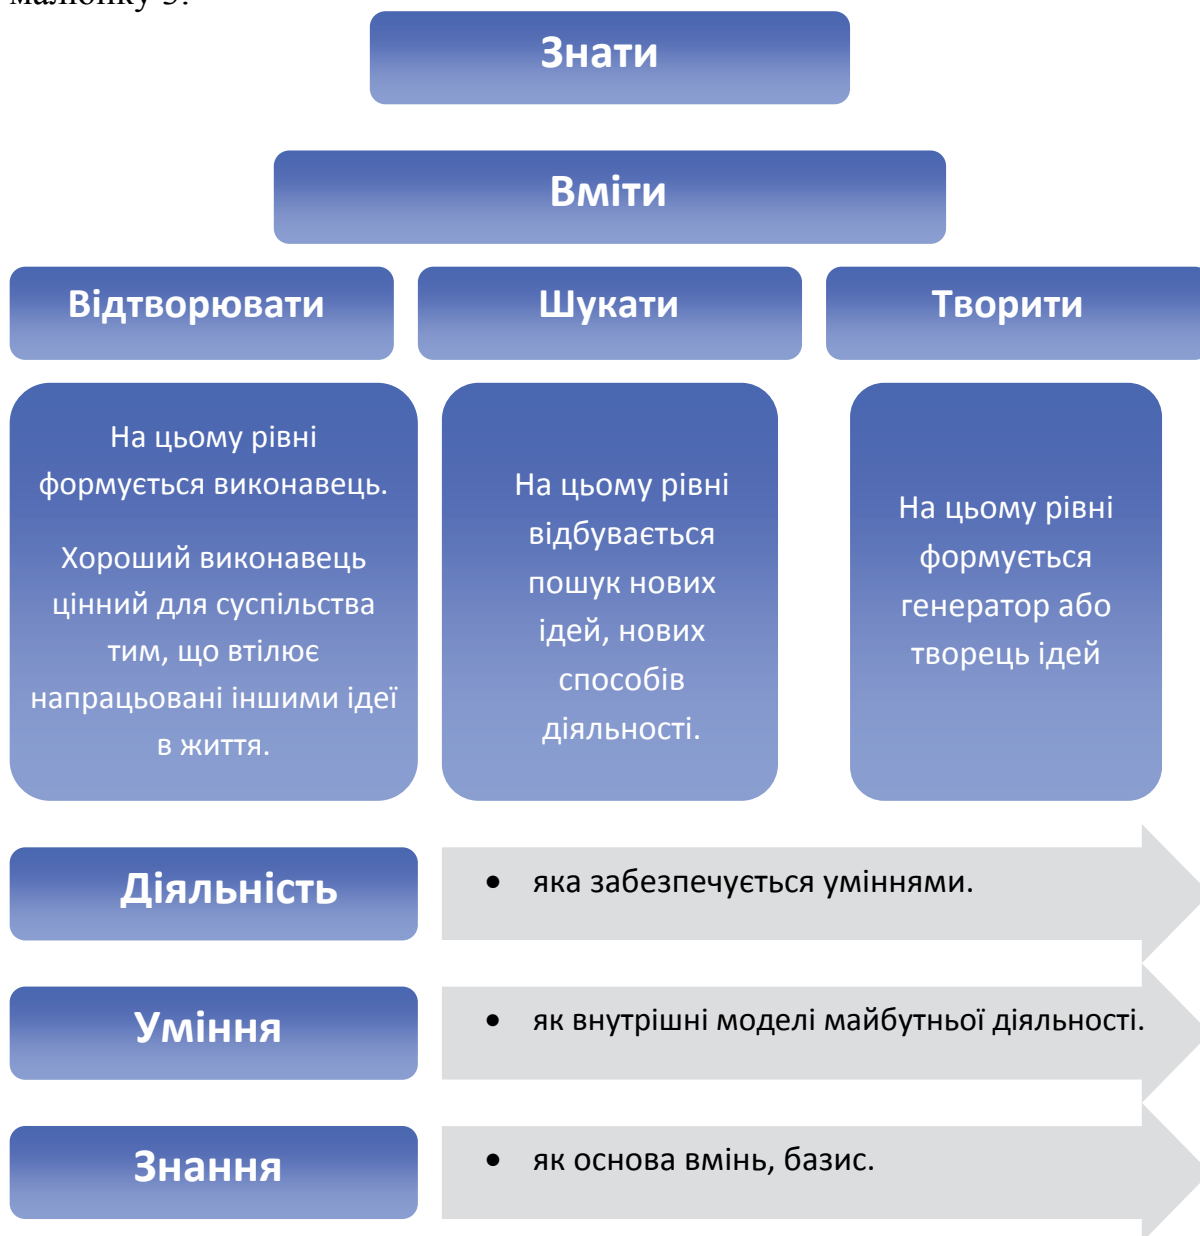 Знати
Вміти
Відтворювати
Шукати
Творити
На цьому рівні
формується виконавець.
Хороший виконавець
цінний для суспільства
тим, що втілює
напрацьовані іншими ідеї
в життя.
На цьому рівні
відбувається
пошук нових
ідей, нових
способів
діяльності.
На цьому рівні
формується
генератор або
творець ідей
Діяльність
• яка забезпечується уміннями.
Уміння
• як внутрішні моделі майбутньої діяльності.
Знання
• як основа вмінь, базис.